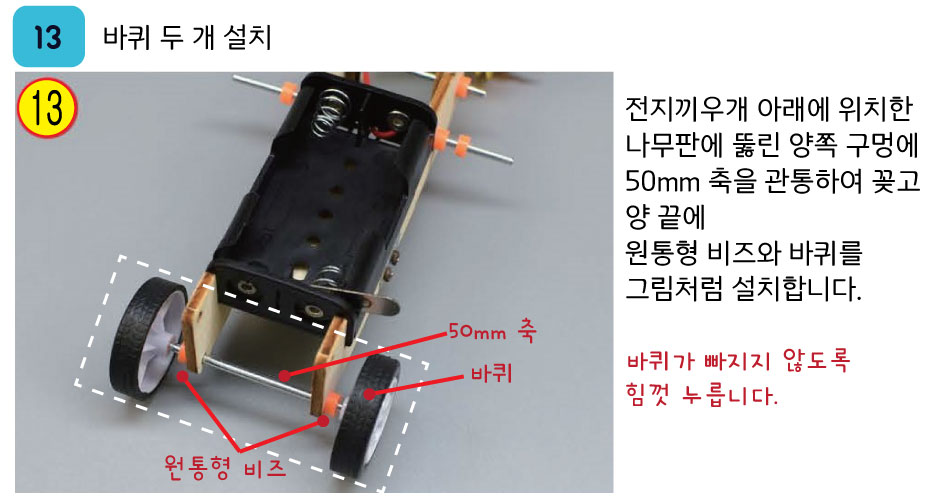 13 바퀴 두 개 설치
13
전지끼우개 아래에 위치한
나무판에 뚫린 양쪽 구멍에
50mm 축을 관통하여 꽂고
양 끝에
원통형 비즈와 바퀴를
그림처럼 설치합니다.
바퀴가 빠지지 않도록
힘껏 누릅니다.
50mm 축
바퀴
원통형 비즈